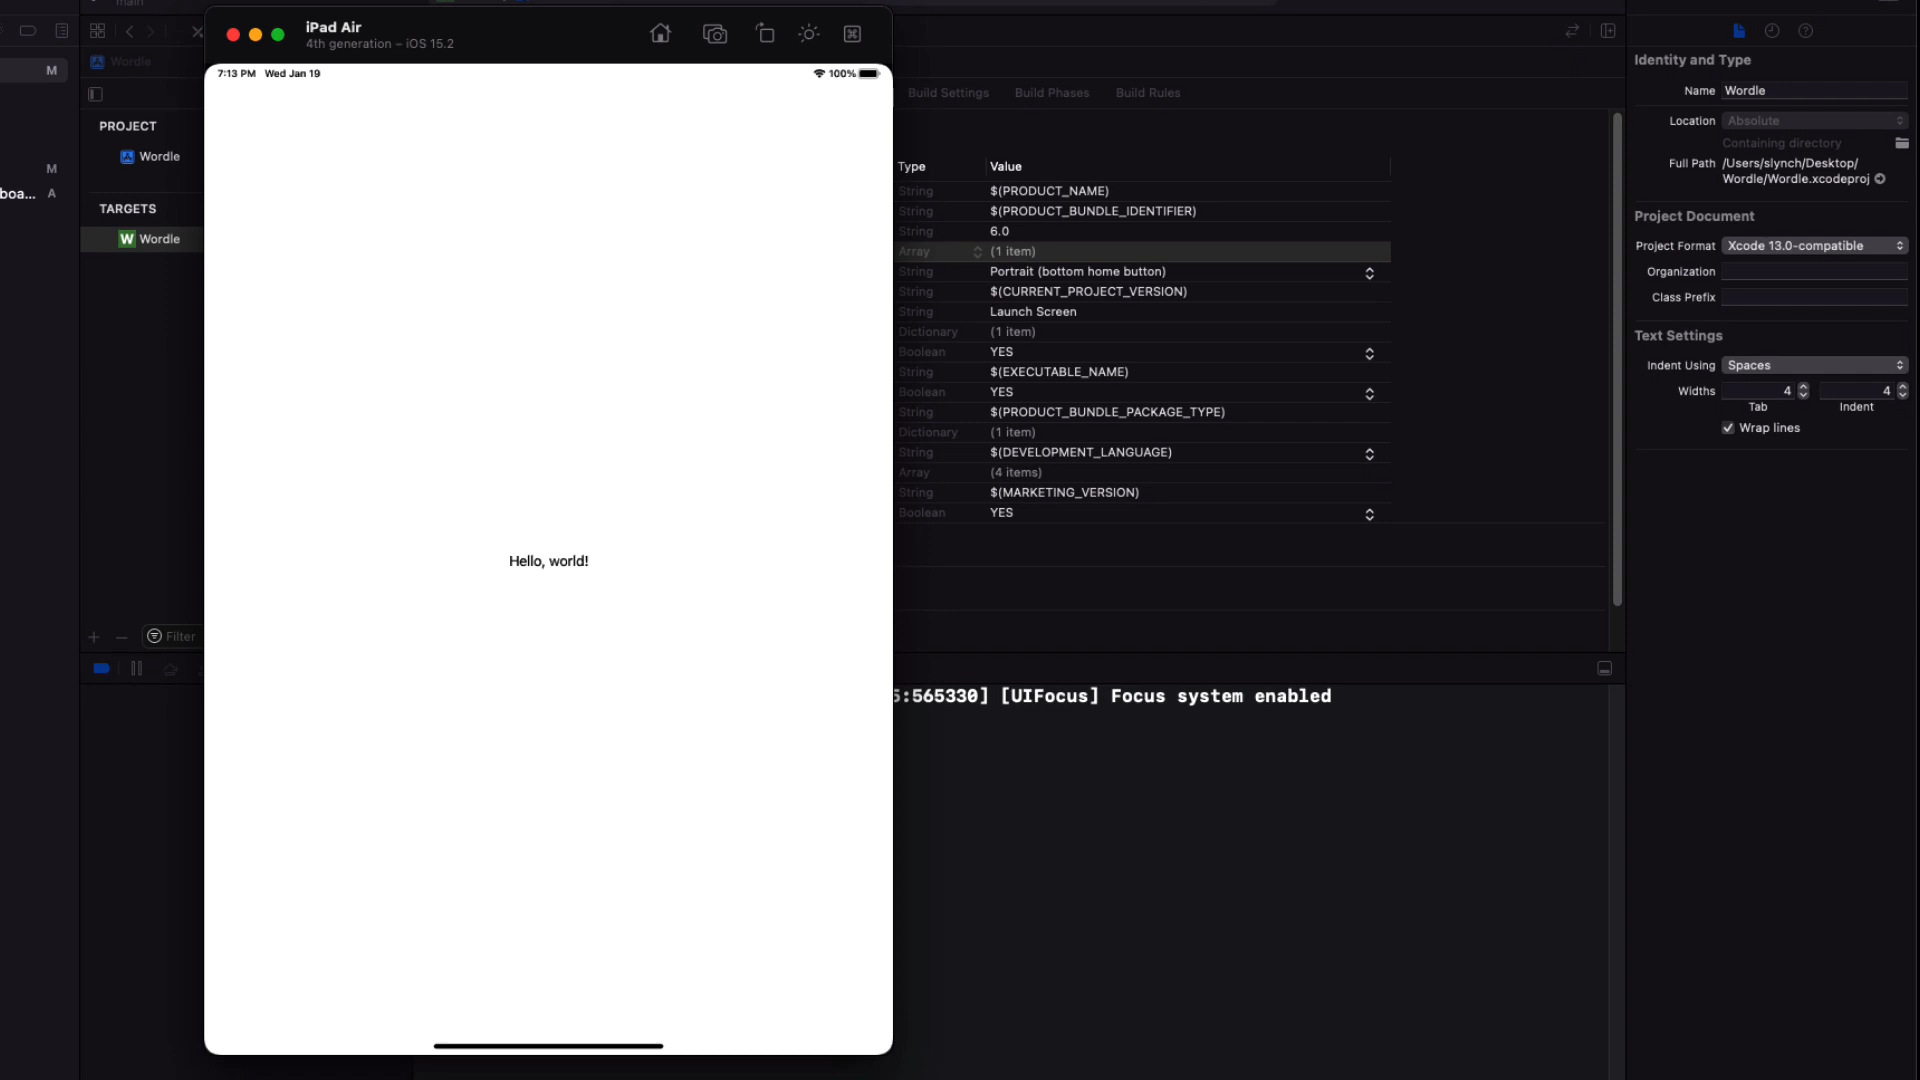 main
iPad Air
4th generation – iOS 15.2
7:13 PM Wed Jan 19
100%
Hello, world!
M
M
boa... A
Wordle
PROJECT
Wordle
TARGETS
Wordle
Filter
Build Settings Build Phases Build Rules
Type Value
String $(PRODUCT_NAME)
String $(PRODUCT_BUNDLE_IDENTIFIER)
String 6.0
Array (1 item)
String Portrait (bottom home button)
String $(CURRENT_PROJECT_VERSION)
String Launch Screen
Dictionary (1 item)
Boolean YES
String $(EXECUTABLE_NAME)
Boolean YES
String $(PRODUCT_BUNDLE_PACKAGE_TYPE)
Dictionary (1 item)
String $(DEVELOPMENT_LANGUAGE)
Array (4 items)
String $(MARKETING_VERSION)
Boolean YES
5:565330] [UIFocus] Focus system enabled
Identity and Type
Name Wordle
Location Absolute
Containing directory
Full Path /Users/slynch/Desktop/
Wordle/Wordle.xcodeproj
Project Document
Project Format Xcode 13.0-compatible
Organization
Class Prefix
Text Settings
Indent Using Spaces
Widths 4 4
Tab Indent
Wrap lines